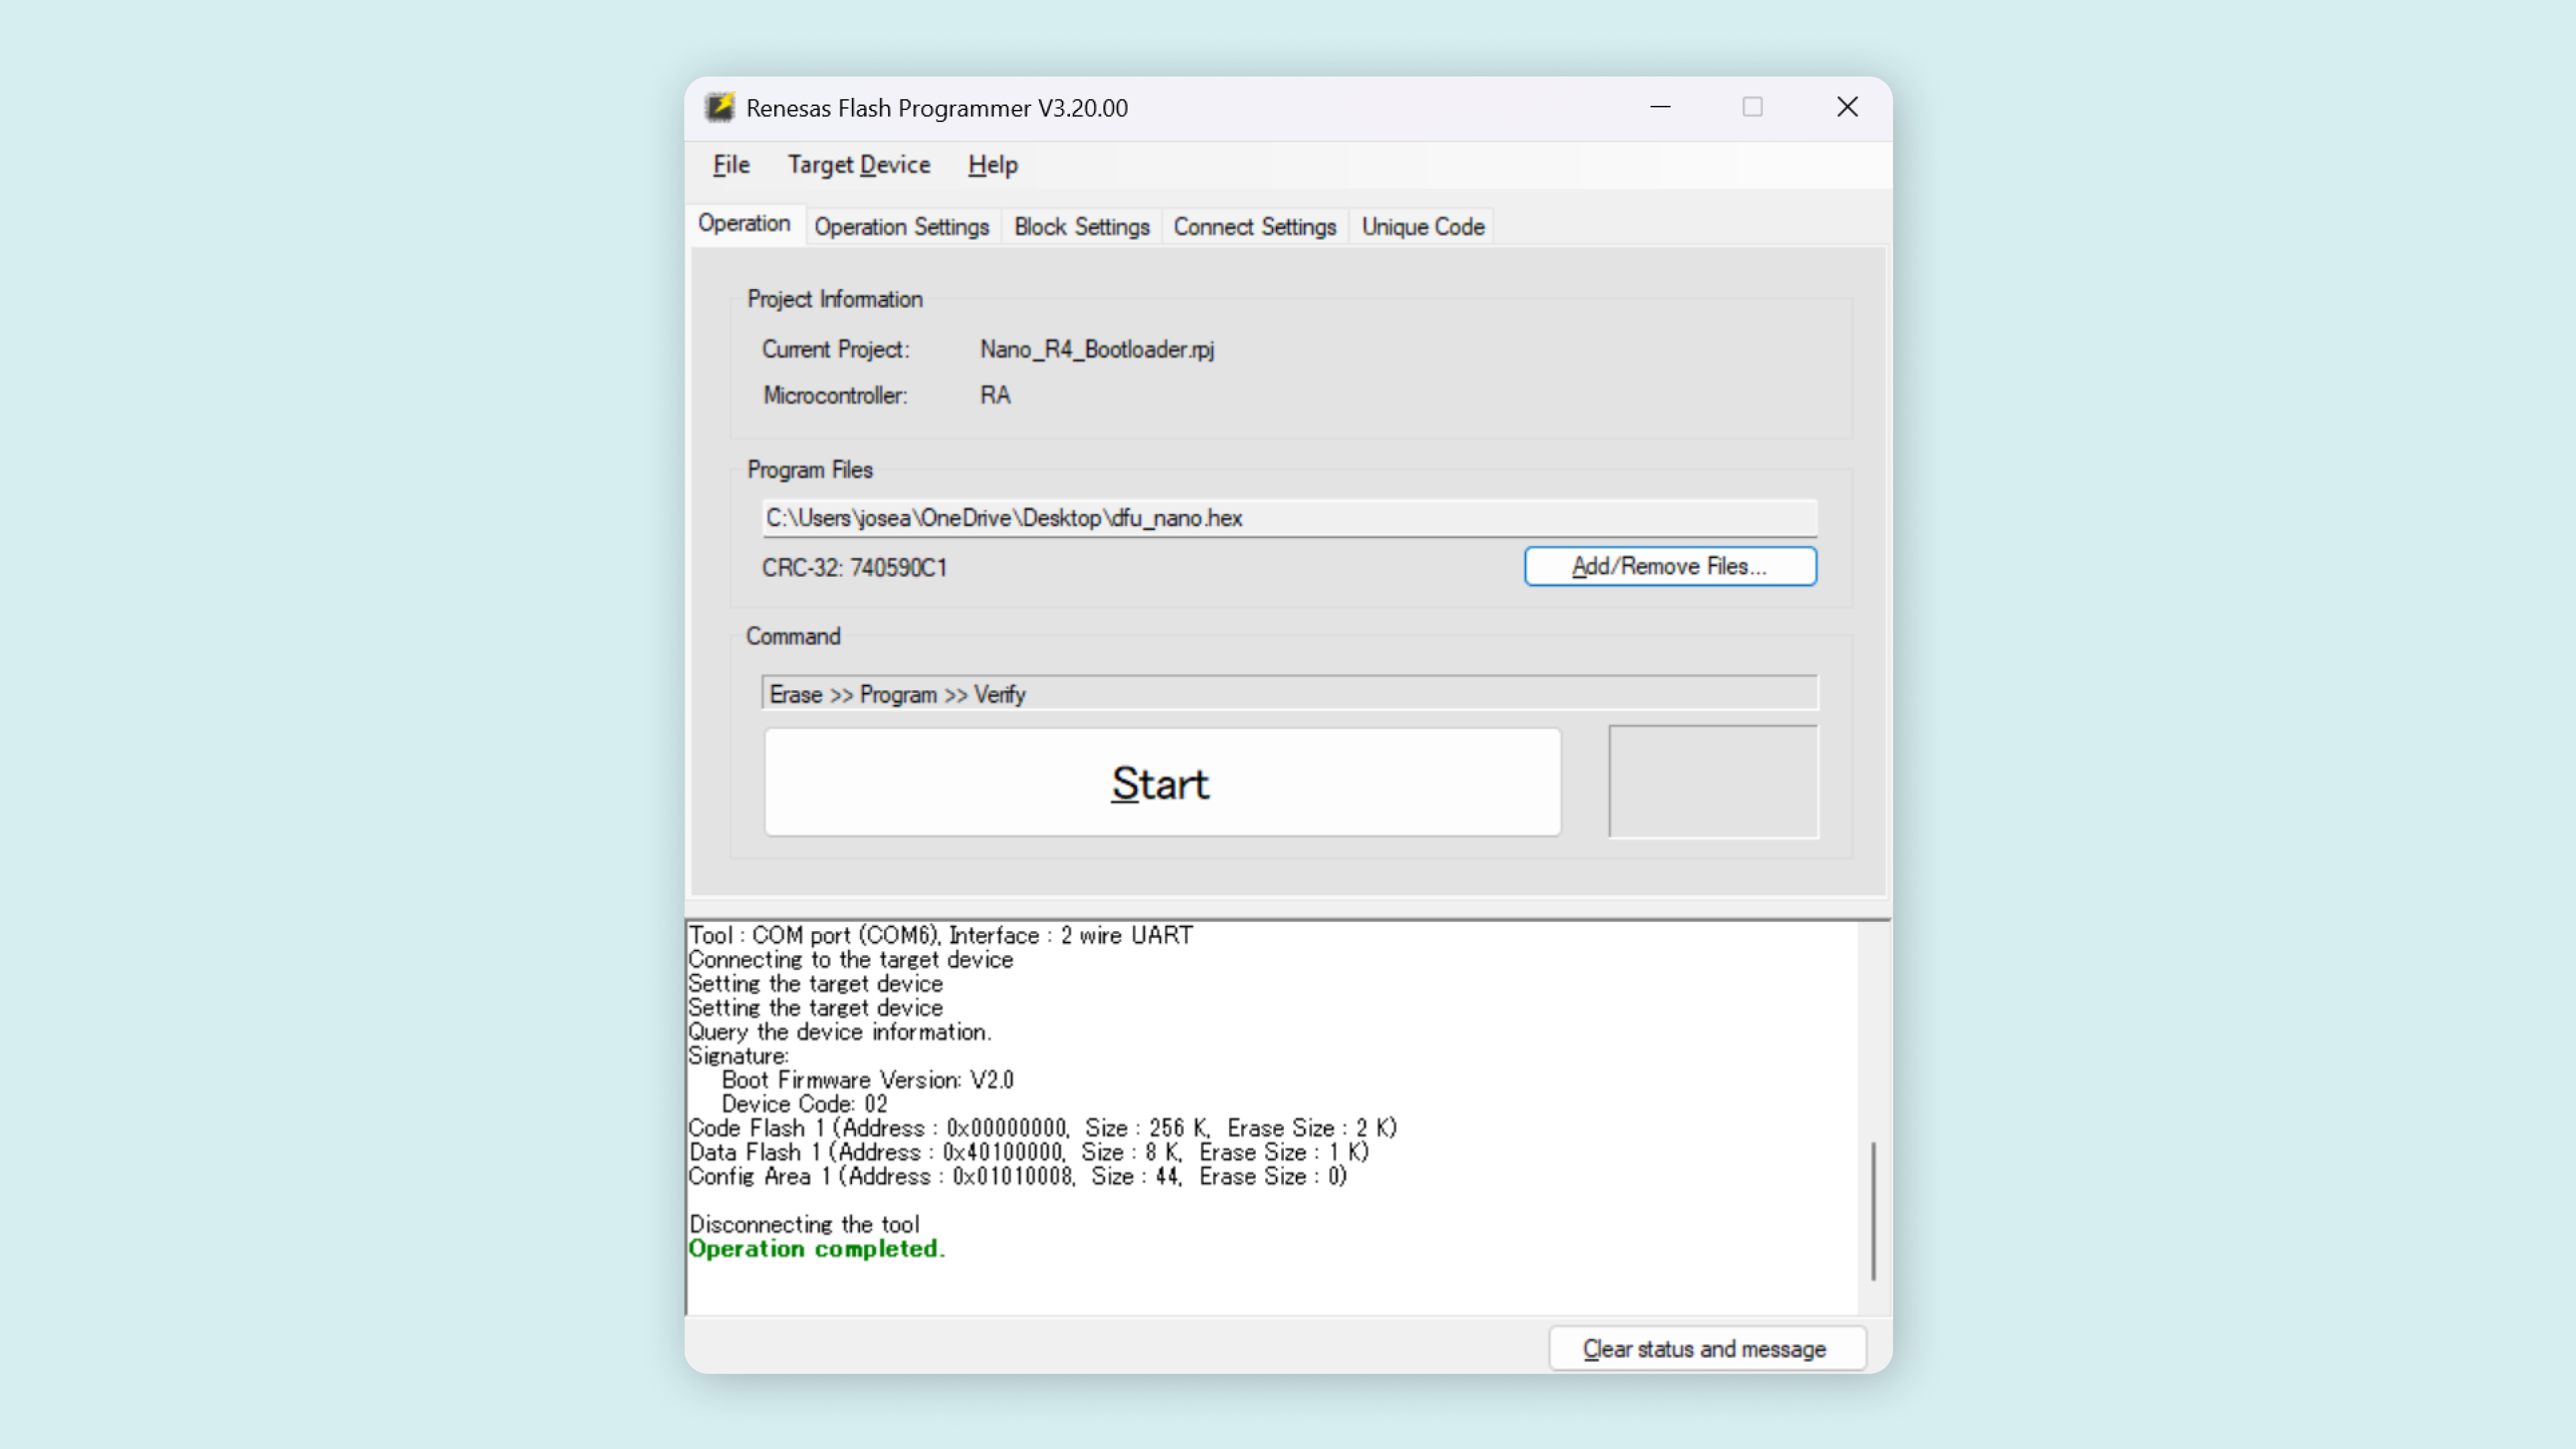 Renesas Flash Programmer V3.20.00
File Target Device Help
Operation Operation Settings Block Settings Connect Settings Unique Code
Project Information
Current Project: Nano_R4_Bootloader.rpj
Microcontroller: RA
Program Files
C:\Users\josea\OneDrive\Desktop\dfu_nano.hex
CRC-32: 740590C1 Add/Remove Files...
Command
Erase >> Program >> Verify
Start
Tool : COM port (COM6), Interface : 2 wire UART
Connecting to the target device
Setting the target device
Setting the target device
Query the device information.
Signature:
Boot Firmware Version: V2.0
Device Code: 02
Code Flash 1 (Address : 0x00000000, Size : 256 K, Erase Size : 2 K)
Data Flash 1 (Address : 0x40100000, Size : 8 K, Erase Size : 1 K)
Config Area 1 (Address : 0x01010008, Size : 44, Erase Size : 0)
Disconnecting the tool
Operation completed.
Clear status and message